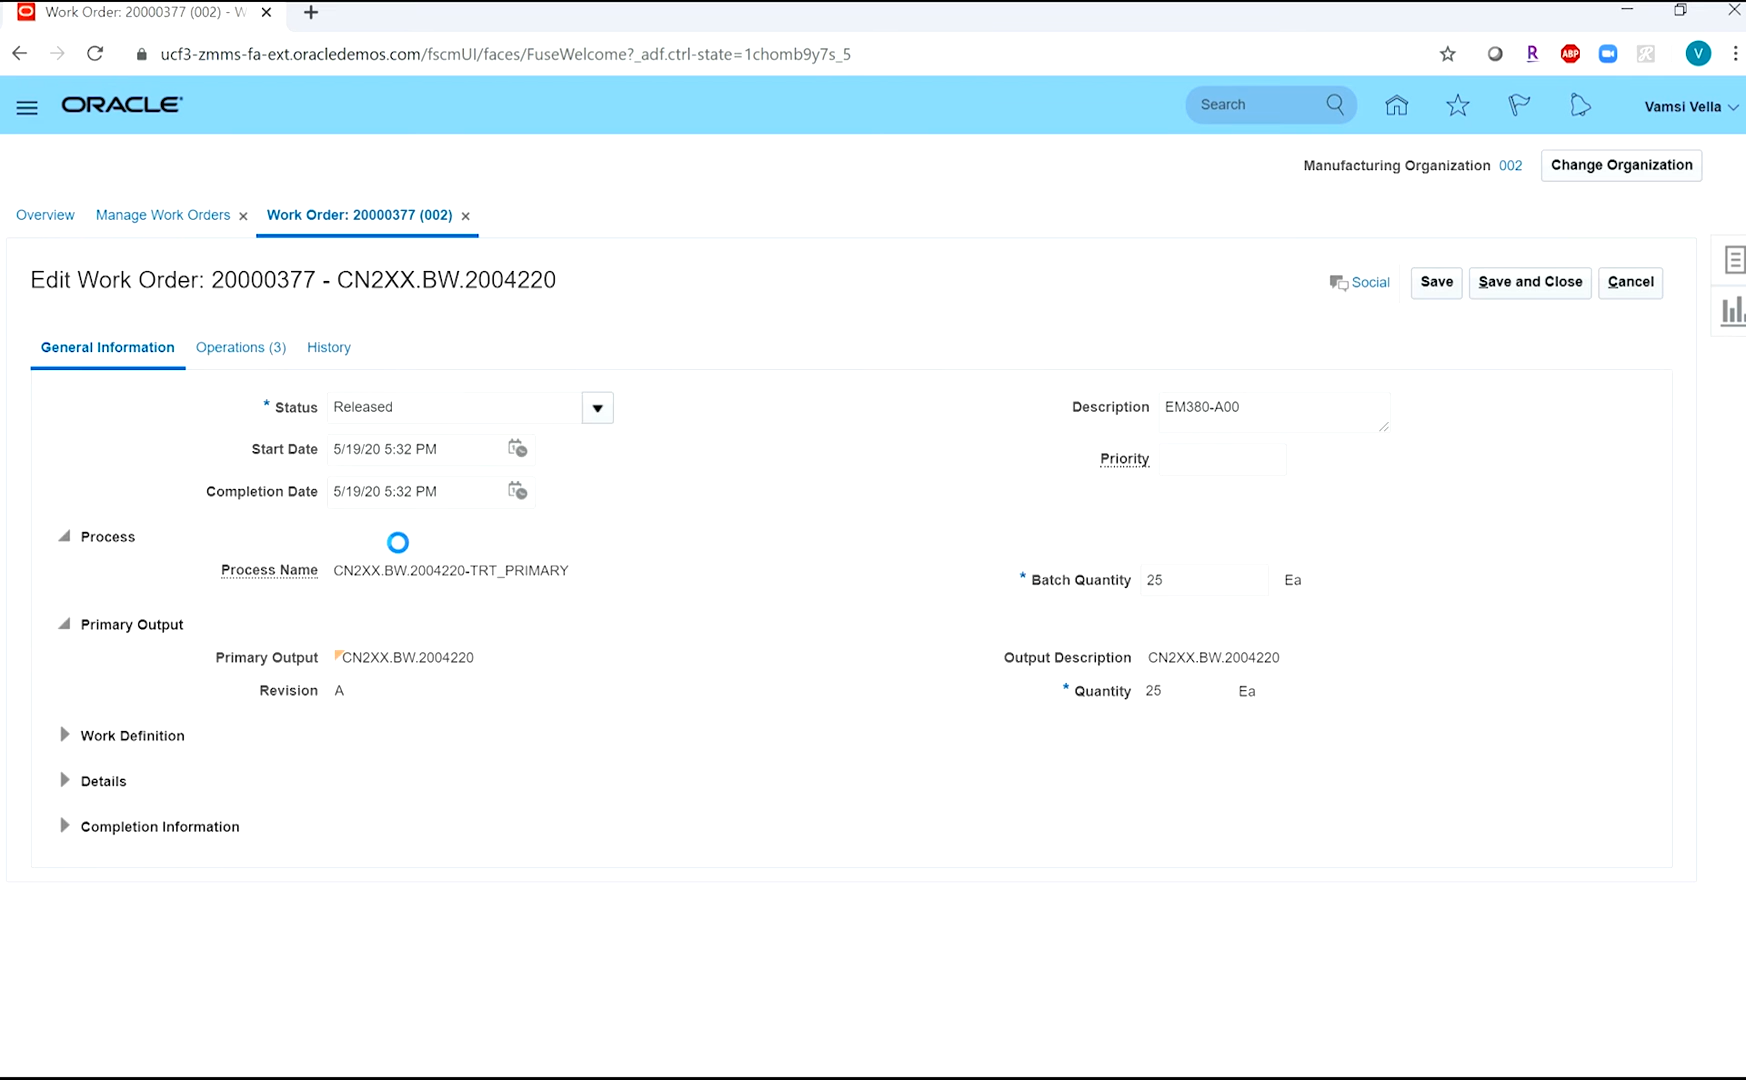 Work Order: 20000377 (002) - W
ucf3-zmms-fa-ext.oracledemos.com/fscmUI/faces/FuseWelcome?_adf.ctrl-state=1chomb9y7s_5
R
ABP
V
ORACLE
Search
Vamsi Vella
Manufacturing Organization 002 Change Organization
Overview Manage Work Orders Work Order: 20000377 (002)
Edit Work Order: 20000377 - CN2XX.BW.2004220
Social Save Save and Close Cancel
General Information Operations (3) History
* Status Released
Description EM380-A00
Start Date 5/19/20 5:32 PM
Priority
Completion Date 5/19/20 5:32 PM
Process
Process Name CN2XX.BW.2004220-TRT_PRIMARY
* Batch Quantity 25 Ea
Primary Output
Primary Output CN2XX.BW.2004220
Output Description CN2XX.BW.2004220
Revision A
* Quantity 25 Ea
Work Definition
Details
Completion Information